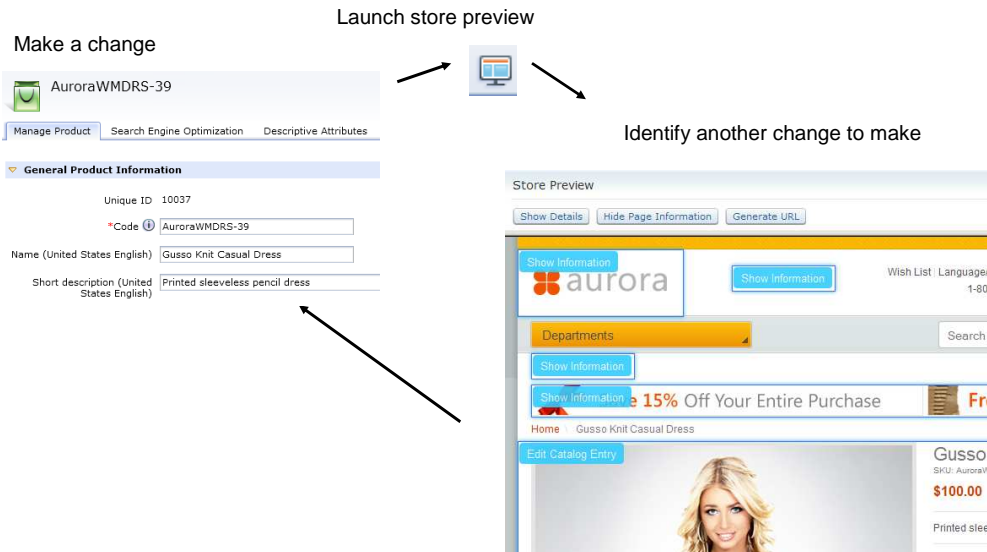 Launch store preview
Make a change
AuroraWMDRS-39
Manage Product Search Engine Optimization Descriptive Attributes
General Product Information
Unique ID 10037
*Code AuroraWMDRS-39
Name (United States English) Gusso Knit Casual Dress
Short description (United States English) Printed sleeveless pencil dress
Identify another change to make
Store Preview
Show Details Hide Page Information Generate URL
Show Information
aurora
Show Information
Wish List Language/
1-80
Departments
Search
Show Information
Show Information
15% Off Your Entire Purchase
Fr
Home Gusso Knit Casual Dress
Edit Catalog Entry
Gusso
SKU: AuroraW
$100.00
Printed slee